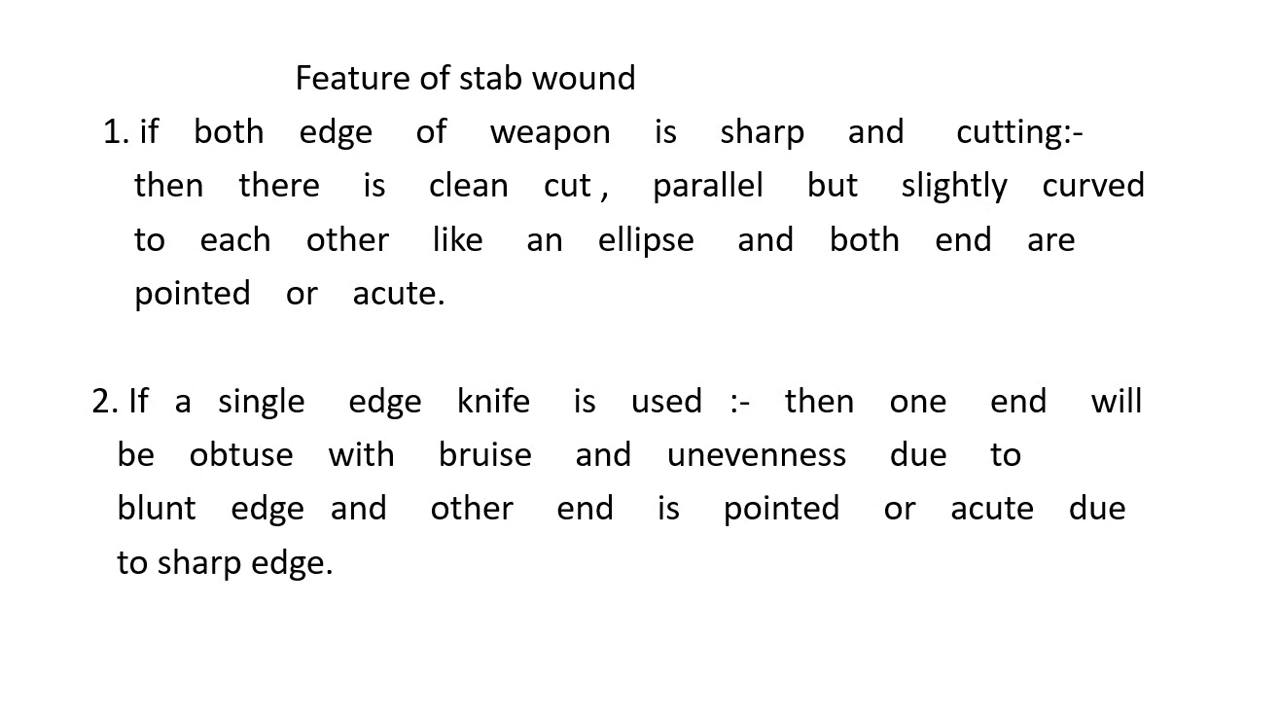 Feature of stab wound
1. if both edge of weapon is sharp and cutting:-
then there is clean cut , parallel but slightly curved
to each other like an ellipse and both end are
pointed or acute.
2. If a single edge knife is used :- then one end will
be obtuse with bruise and unevenness due to
blunt edge and other end is pointed or acute due
to sharp edge.